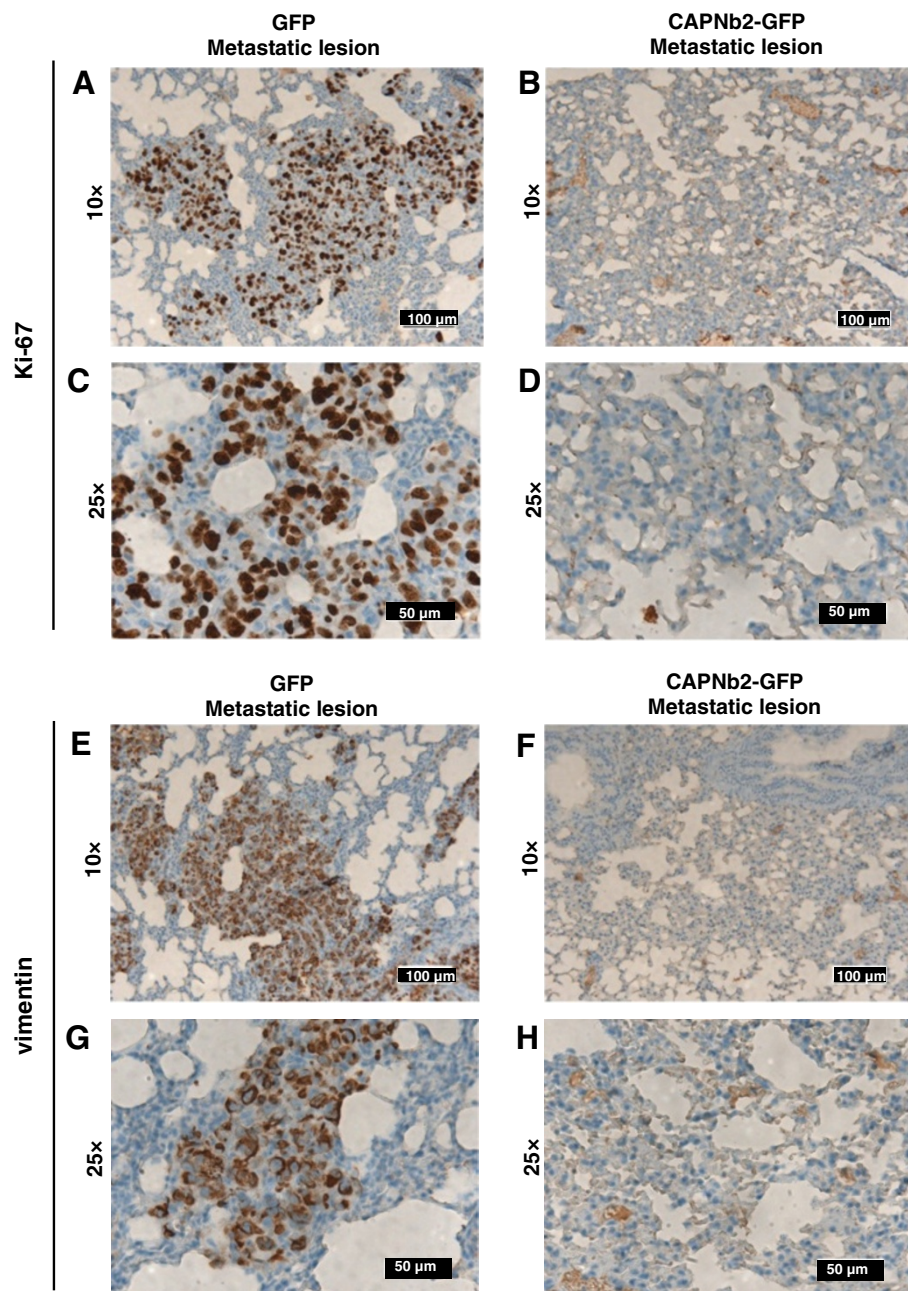 GFP
Metastatic lesion
CAPNb2-GFP
Metastatic lesion
Ki-67
10×
A
100 µm
10×
B
100 µm
25×
C
50 µm
25×
D
50 µm
GFP
Metastatic lesion
CAPNb2-GFP
Metastatic lesion
vimentin
10×
E
100 µm
10×
F
100 µm
25×
G
50 µm
25×
H
50 µm